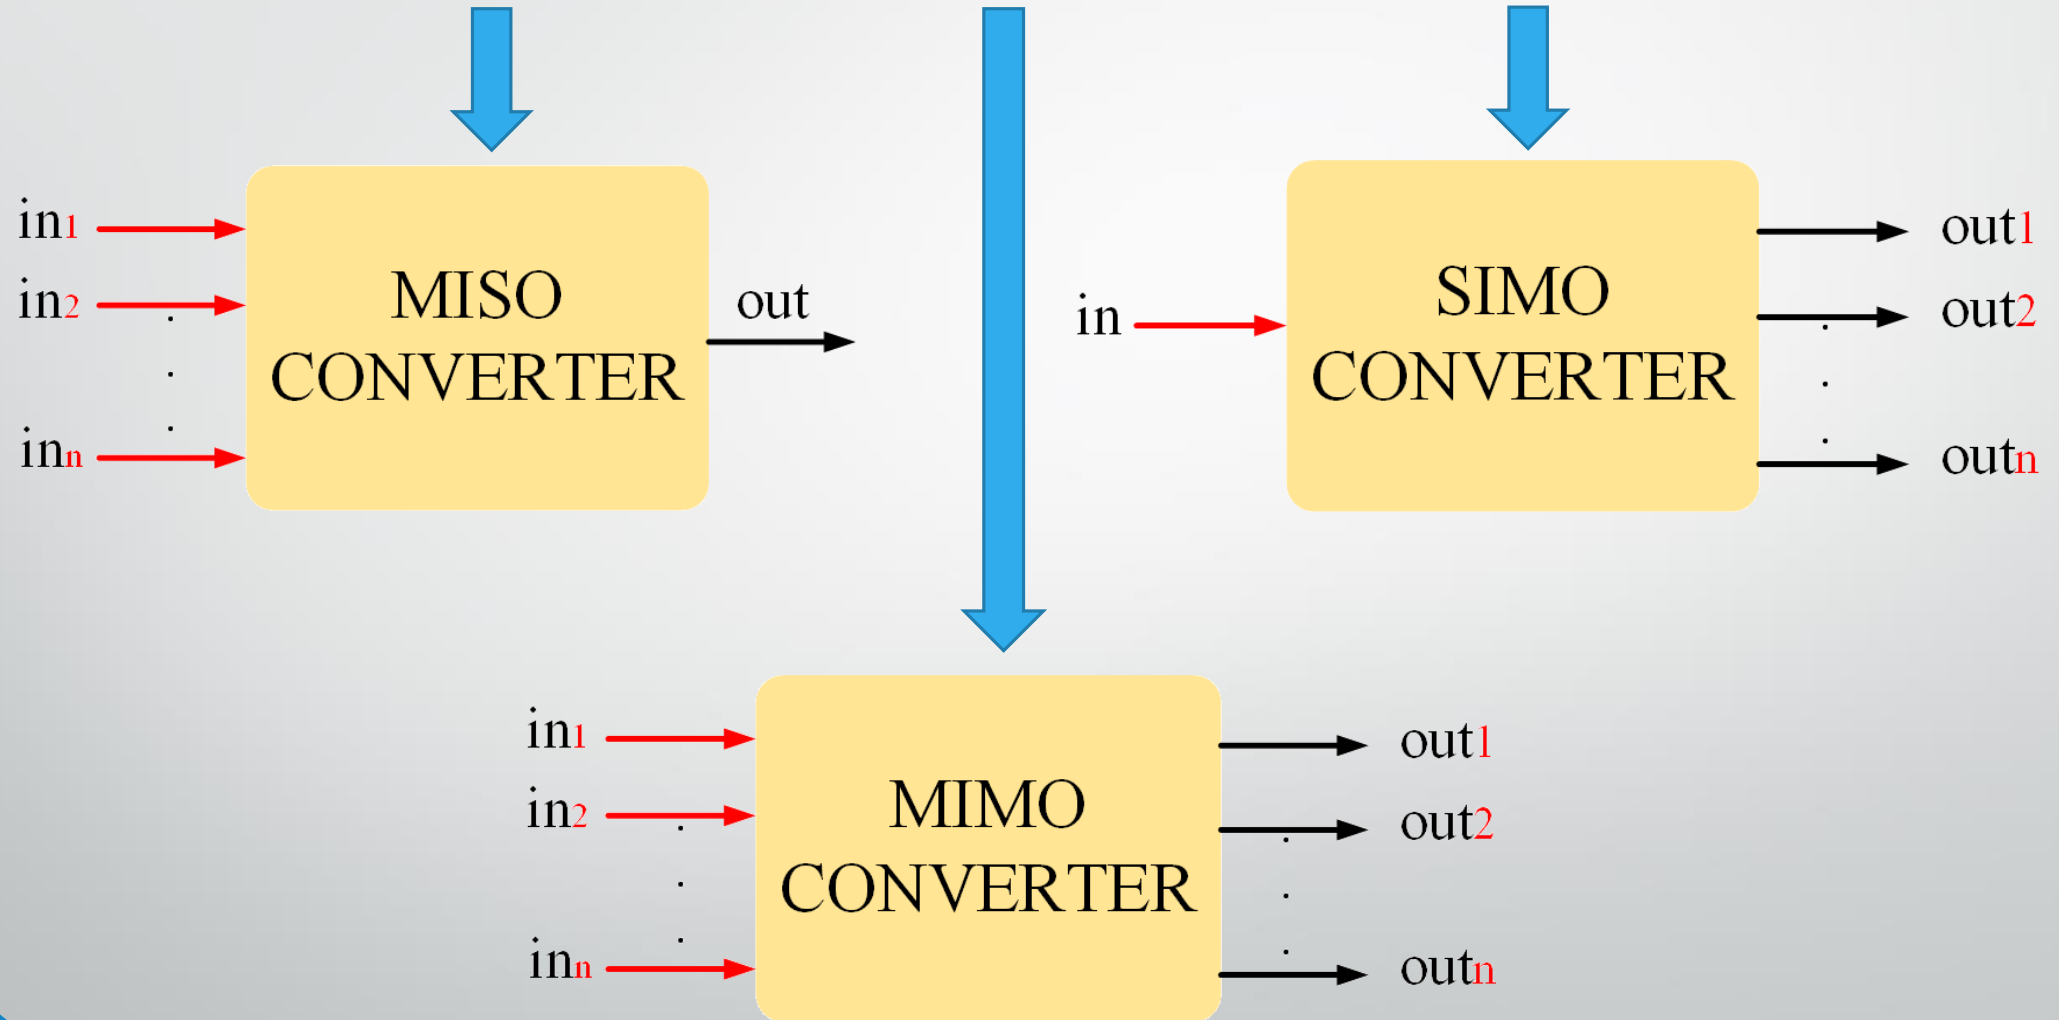 in1
in2
inn
MISO
CONVERTER
out
in
SIMO
CONVERTER
out1
out2
outn
in1
in2
inn
MIMO
CONVERTER
out1
out2
outn